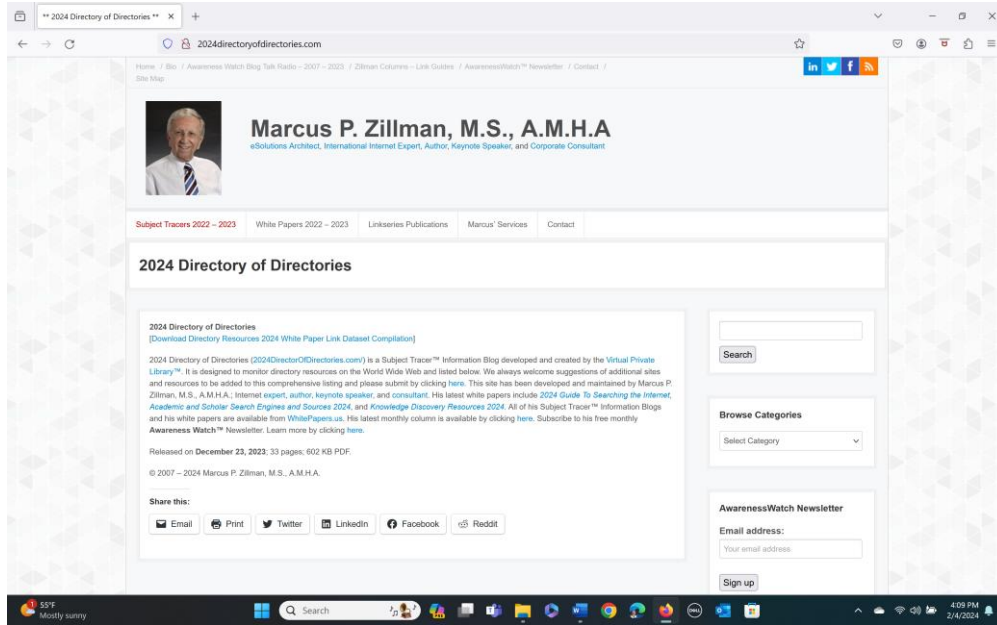 ** 2024 Directory of Directories **
2024directoryofdirectories.com
Home / Bio / Awareness Watch Blog Talk Radio – 2007 – 2023 / Zillman Columns – Link Guides / AwarenessWatch™ Newsletter / Contact /
Site Map
Marcus P. Zillman, M.S., A.M.H.A
eSolutions Architect, International Internet Expert, Author, Keynote Speaker, and Corporate Consultant
Subject Tracers 2022 – 2023 White Papers 2022 – 2023 Linkseries Publications Marcus' Services Contact
2024 Directory of Directories
2024 Directory of Directories
[Download Directory Resources 2024 White Paper Link Dataset Compilation]
2024 Directory of Directories (2024DirectorOfDirectories.com/) is a Subject Tracer™ Information Blog developed and created by the Virtual Private
Library™. It is designed to monitor directory resources on the World Wide Web and listed below. We always welcome suggestions of additional sites
and resources to be added to this comprehensive listing and please submit by clicking here. This site has been developed and maintained by Marcus P.
Zillman, M.S., A.M.H.A.; Internet expert, author, keynote speaker, and consultant. His latest white papers include 2024 Guide To Searching the Internet,
Academic and Scholar Search Engines and Sources 2024, and Knowledge Discovery Resources 2024. All of his Subject Tracer™ Information Blogs
and his white papers are available from WhitePapers.us. His latest monthly column is available by clicking here. Subscribe to his free monthly
Awareness Watch™ Newsletter. Learn more by clicking here.
Released on December 23, 2023; 33 pages; 602 KB PDF.
© 2007 – 2024 Marcus P. Zillman, M.S., A.M.H.A.
Share this:
Email Print Twitter LinkedIn Facebook Reddit
Search
Browse Categories
Select Category
AwarenessWatch Newsletter
Email address:
Your email address
Sign up
1
55°F
Mostly sunny
Search
DELL
4:09 PM
2/4/2024